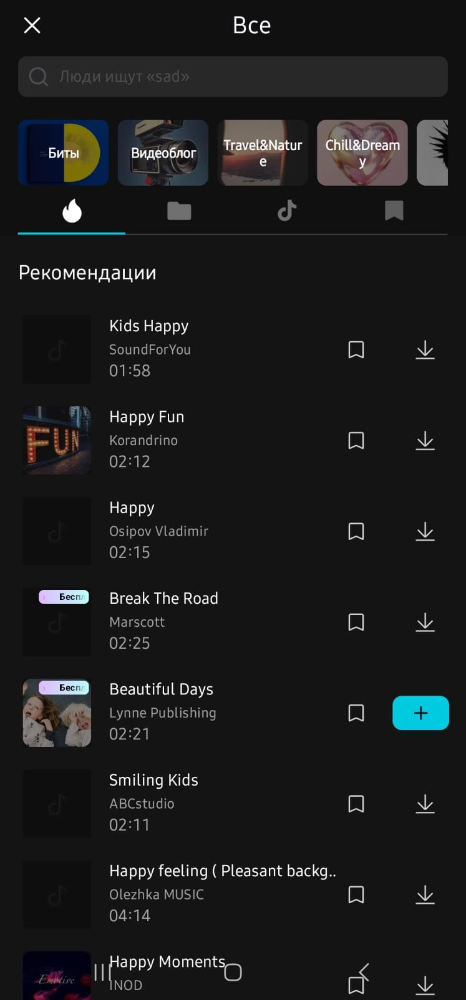 Все
Люди ищут «sad»
Биты
Видеоблог
Travel&Natur
e
Chill&Dream
y
Рекомендации
Kids Happy
SoundForYou
01:58
FUN
Happy Fun
Korandrino
02:12
Happy
Osipov Vladimir
02:15
Беспл
Break The Road
Marscott
02:25
Беспл
Beautiful Days
Lynne Publishing
02:21
Smiling Kids
ABCstudio
02:11
Happy feeling ( Pleasant backg..
Olezhka MUSIC
04:14
Emotive
Happy Moments
INOD